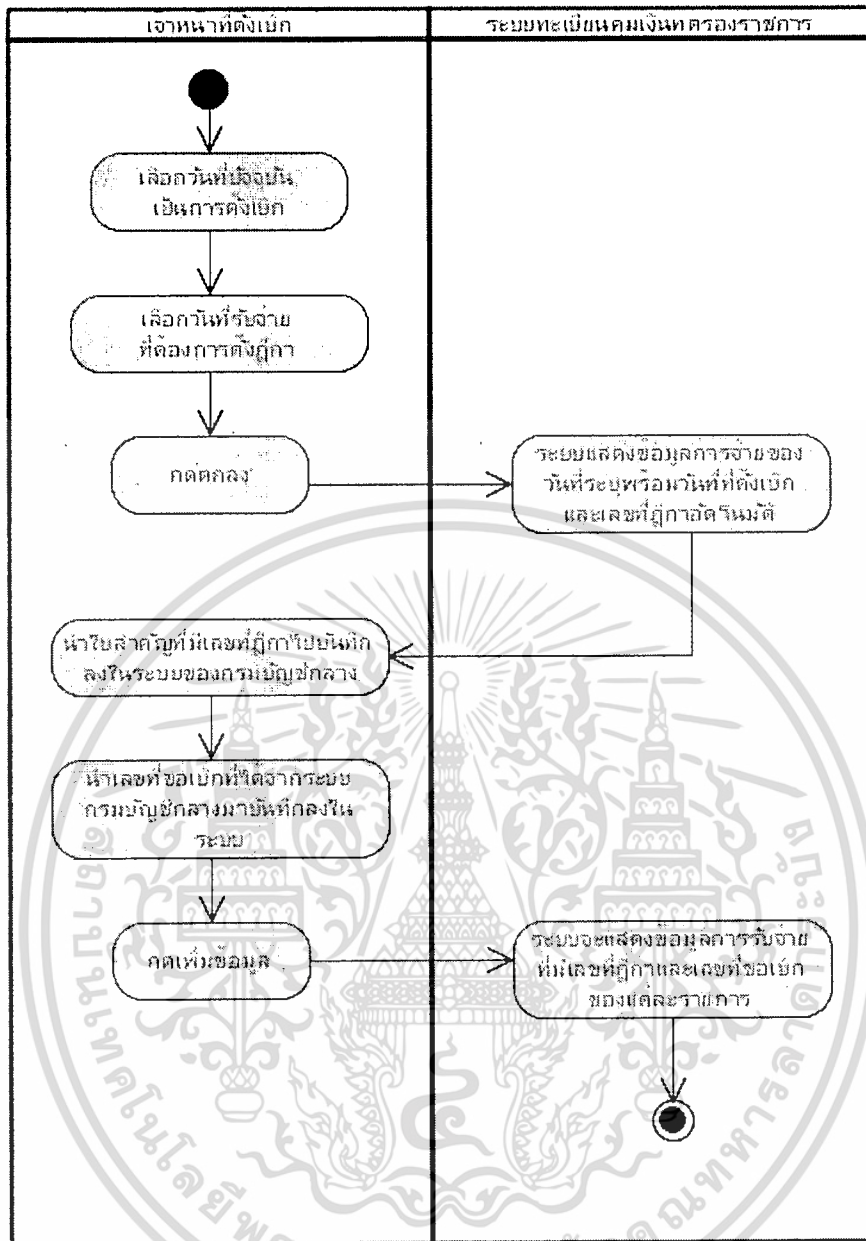 เจ้าหน้าที่ตั้งเบิก
ระบบทะเบียนคุมเงินทดรองราชการ
เลือกวันที่ปัจจุบัน
เป็นการตั้งเบิก
เลือกวันที่รับจ่าย
ที่ต้องการตั้งฎีกา
กดตกลง
ระบบแสดงข้อมูลการจ่ายของ
วันที่ระบุพร้อมวันที่ที่ตั้งเบิก
และเลขที่ฎีกาอัตโนมัติ
นำใบสำคัญที่มีเลขที่ฎีกาไปบันทึก
ลงในระบบของกรมบัญชีกลาง
นำเลขที่ขอเบิกที่ได้จากระบบ
กรมบัญชีกลางมาบันทึกลงใน
ระบบ
กดเพิ่มข้อมูล
ระบบจะแสดงข้อมูลการรับจ่าย
ที่มีเลขที่ฎีกาและเลขที่ขอเบิก
ของแต่ละรายการ